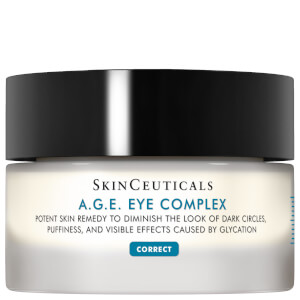 SKINCEUTICALS
A.G.E. EYE COMPLEX
POTENT SKIN REMEDY TO DIMINISH THE LOOK OF DARK CIRCLES,
PUFFINESS, AND VISIBLE EFFECTS CAUSED BY GLYCATION
CORRECT